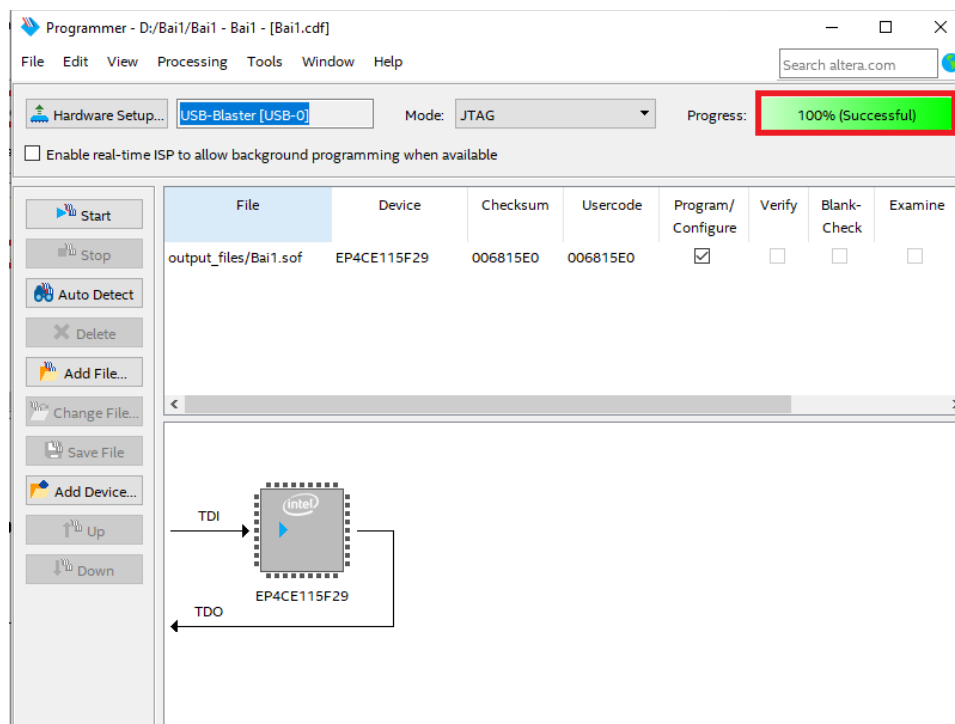 Programmer - D:/Bai1/Bai1 - Bai1 - [Bai1.cdf]
File Edit View Processing Tools Window Help
Search altera.com
Hardware Setup... USB-Blaster [USB-0] Mode: JTAG Progress: 100% (Successful)
Enable real-time ISP to allow background programming when available
Start
Stop
Auto Detect
Delete
Add File...
Change File...
Save File
Add Device...
Up
Down
File Device Checksum Usercode Program/ Verify Blank- Examine
Configure Check
output_files/Bai1.sof EP4CE115F29 006815E0 006815E0
intel
TDI
EP4CE115F29
TDO